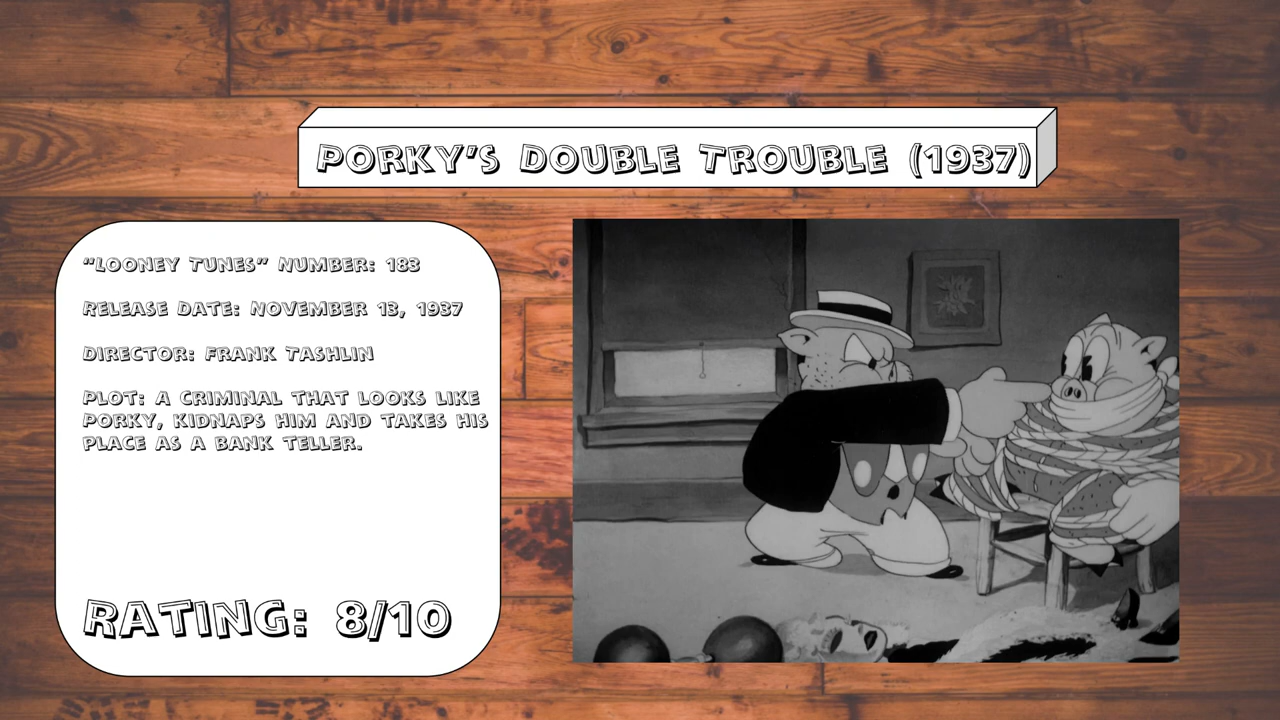 PORKY'S DOUBLE TROUBLE (1937)
"LOONEY TUNES" NUMBER: 183
RELEASE DATE: NOVEMBER 13, 1937
DIRECTOR: FRANK TASHLIN
PLOT: A CRIMINAL THAT LOOKS LIKE
PORKY, KIDNAPS HIM AND TAKES HIS
PLACE AS A BANK TELLER.
RATING: 8/10